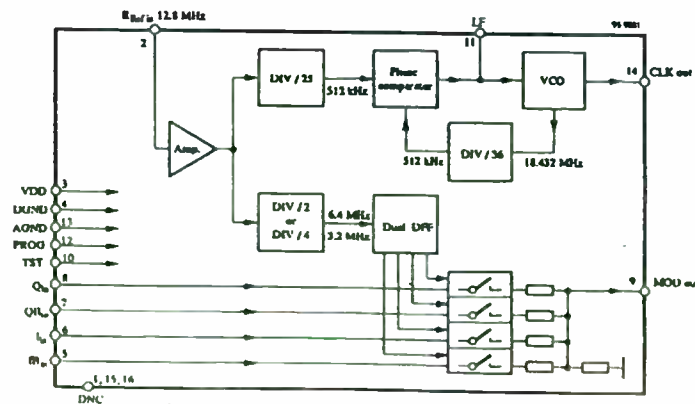 Ref in 12.8 MHz
2
LF
11
DIV / 25
512 kHz
Phase
comparator
VCO
14
CLK out
Amp.
512 kHz
DIV / 36
18.432 MHz
VDD
3
DGND
4
AGND
13
PROG
12
TST
10
DIV / 2
or
DIV / 4
6.4 MHz
3.2 MHz
Dual DFF
Q in
8
7
I in
6
5
9
MOD out
1, 15, 16
DNC